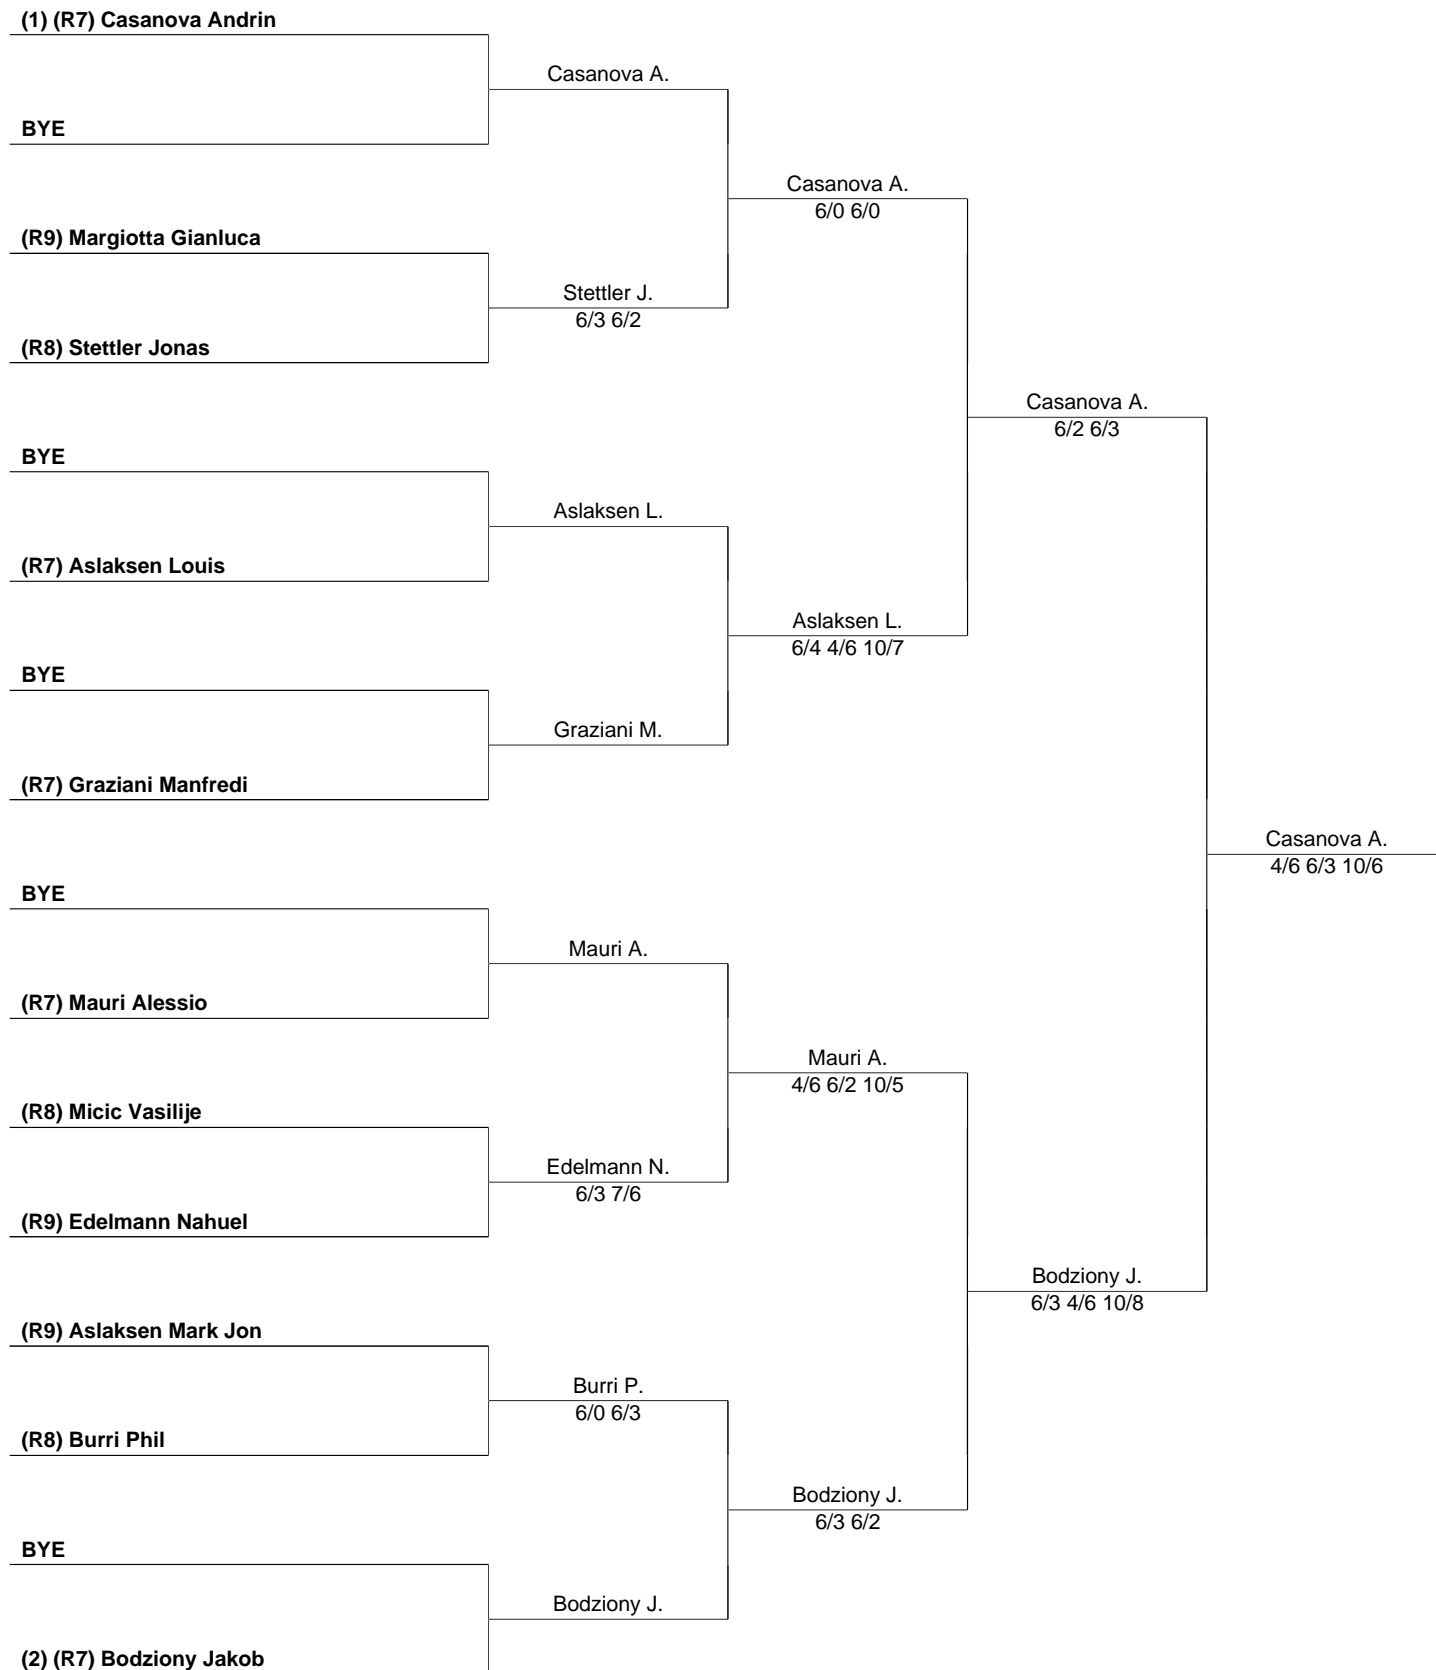 (1) (R7) Casanova Andrin
Casanova A.
BYE
Casanova A.
6/0 6/0
(R9) Margiotta Gianluca
Stettler J.
6/3 6/2
(R8) Stettler Jonas
Casanova A.
6/2 6/3
BYE
Aslaksen L.
(R7) Aslaksen Louis
Aslaksen L.
6/4 4/6 10/7
BYE
Graziani M.
(R7) Graziani Manfredi
Casanova A.
4/6 6/3 10/6
BYE
Mauri A.
(R7) Mauri Alessio
Mauri A.
4/6 6/2 10/5
(R8) Micic Vasilije
Edelmann N.
6/3 7/6
(R9) Edelmann Nahuel
Bodziony J.
6/3 4/6 10/8
(R9) Aslaksen Mark Jon
Burri P.
6/0 6/3
(R8) Burri Phil
Bodziony J.
6/3 6/2
BYE
Bodziony J.
(2) (R7) Bodziony Jakob